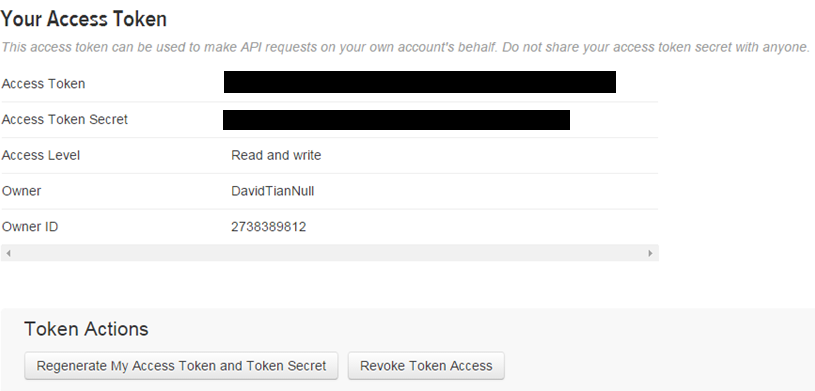 Your Access Token
This access token can be used to make API requests on your own account's behalf. Do not share your access token secret with anyone.
Access Token
Access Token Secret
Access Level Read and write
Owner DavidTianNull
Owner ID 2738389812
Token Actions
Regenerate My Access Token and Token Secret Revoke Token Access